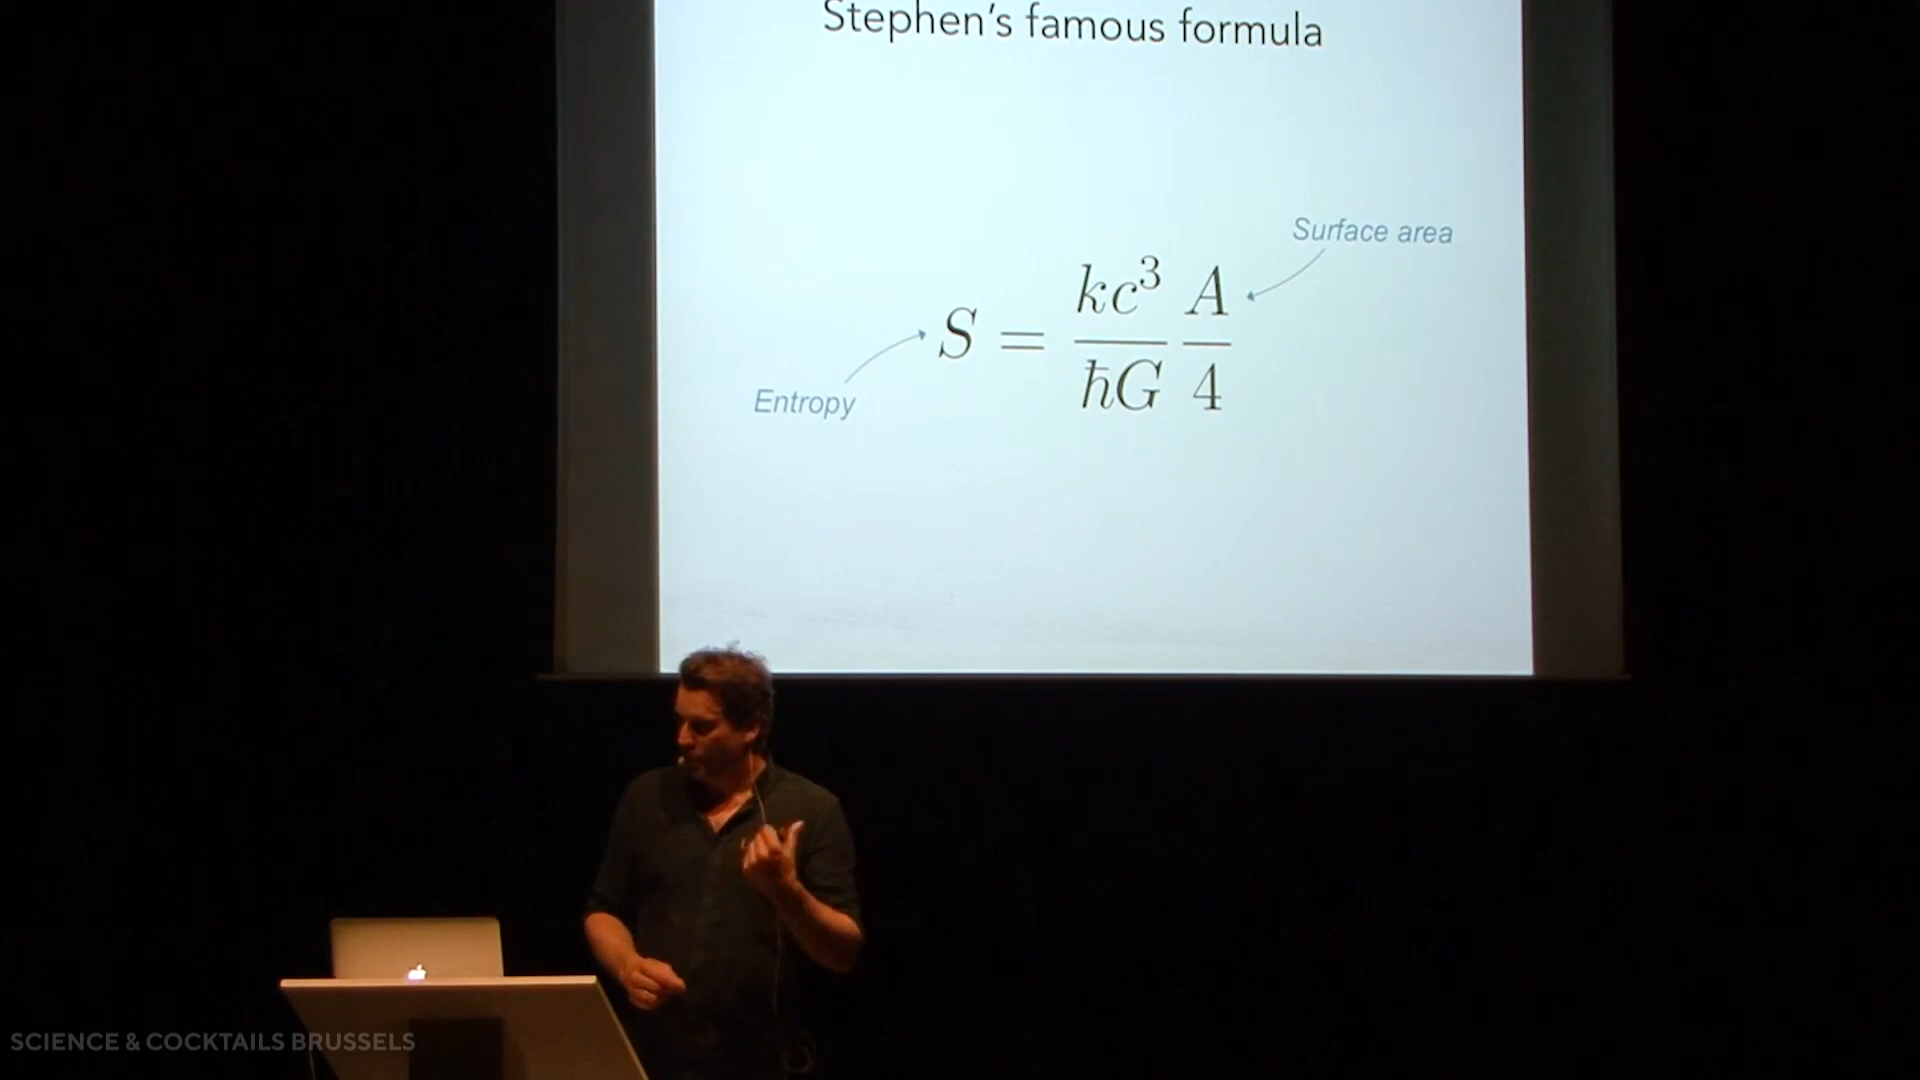 Stephen's famous formula
Surface area
S = kc³/ħG A/4
Entropy
SCIENCE & COCKTAILS BRUSSELS